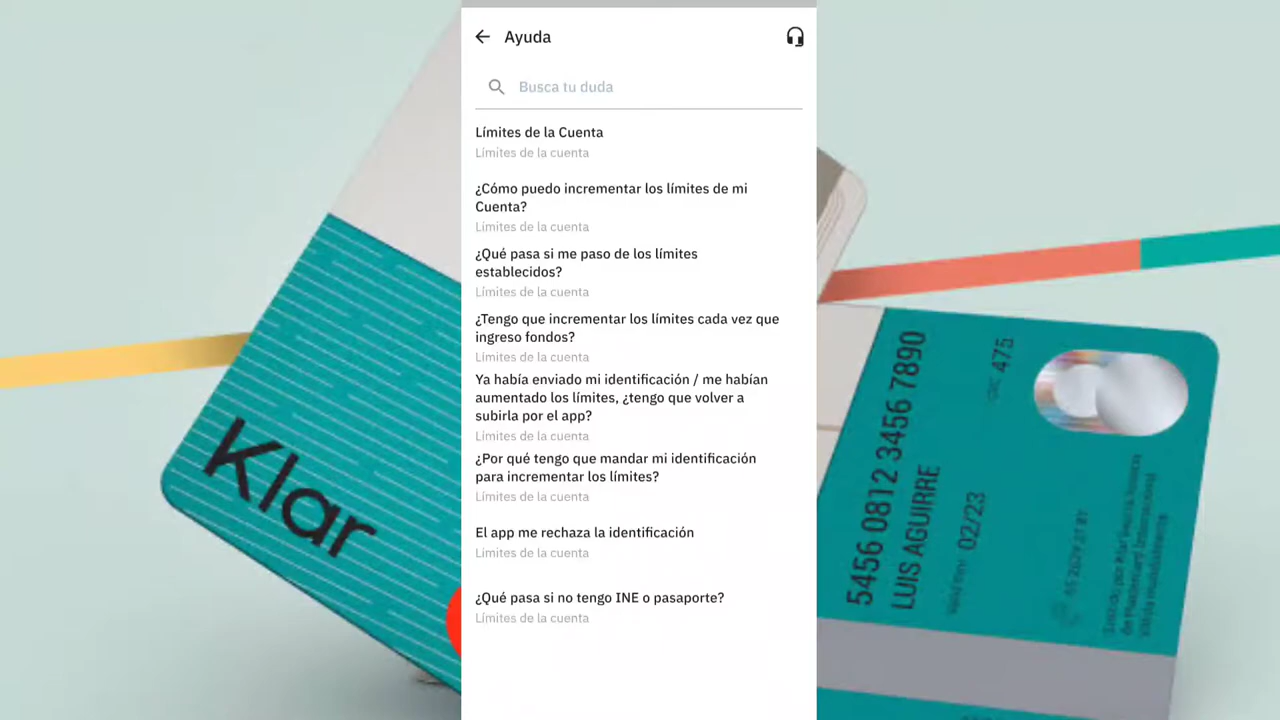 Ayuda
Busca tu duda
Límites de la Cuenta
Límites de la cuenta
¿Cómo puedo incrementar los límites de mi
Cuenta?
Límites de la cuenta
¿Qué pasa si me paso de los límites
establecidos?
Límites de la cuenta
¿Tengo que incrementar los límites cada vez que
ingreso fondos?
Límites de la cuenta
Ya había enviado mi identificación / me habían
aumentado los límites, ¿tengo que volver a
subirla por el app?
Límites de la cuenta
¿Por qué tengo que mandar mi identificación
para incrementar los límites?
Límites de la cuenta
El app me rechaza la identificación
Límites de la cuenta
¿Qué pasa si no tengo INE o pasaporte?
Límites de la cuenta
Klar
5456 0812 3456 7890
LUIS AGUIRRE
02/23
475